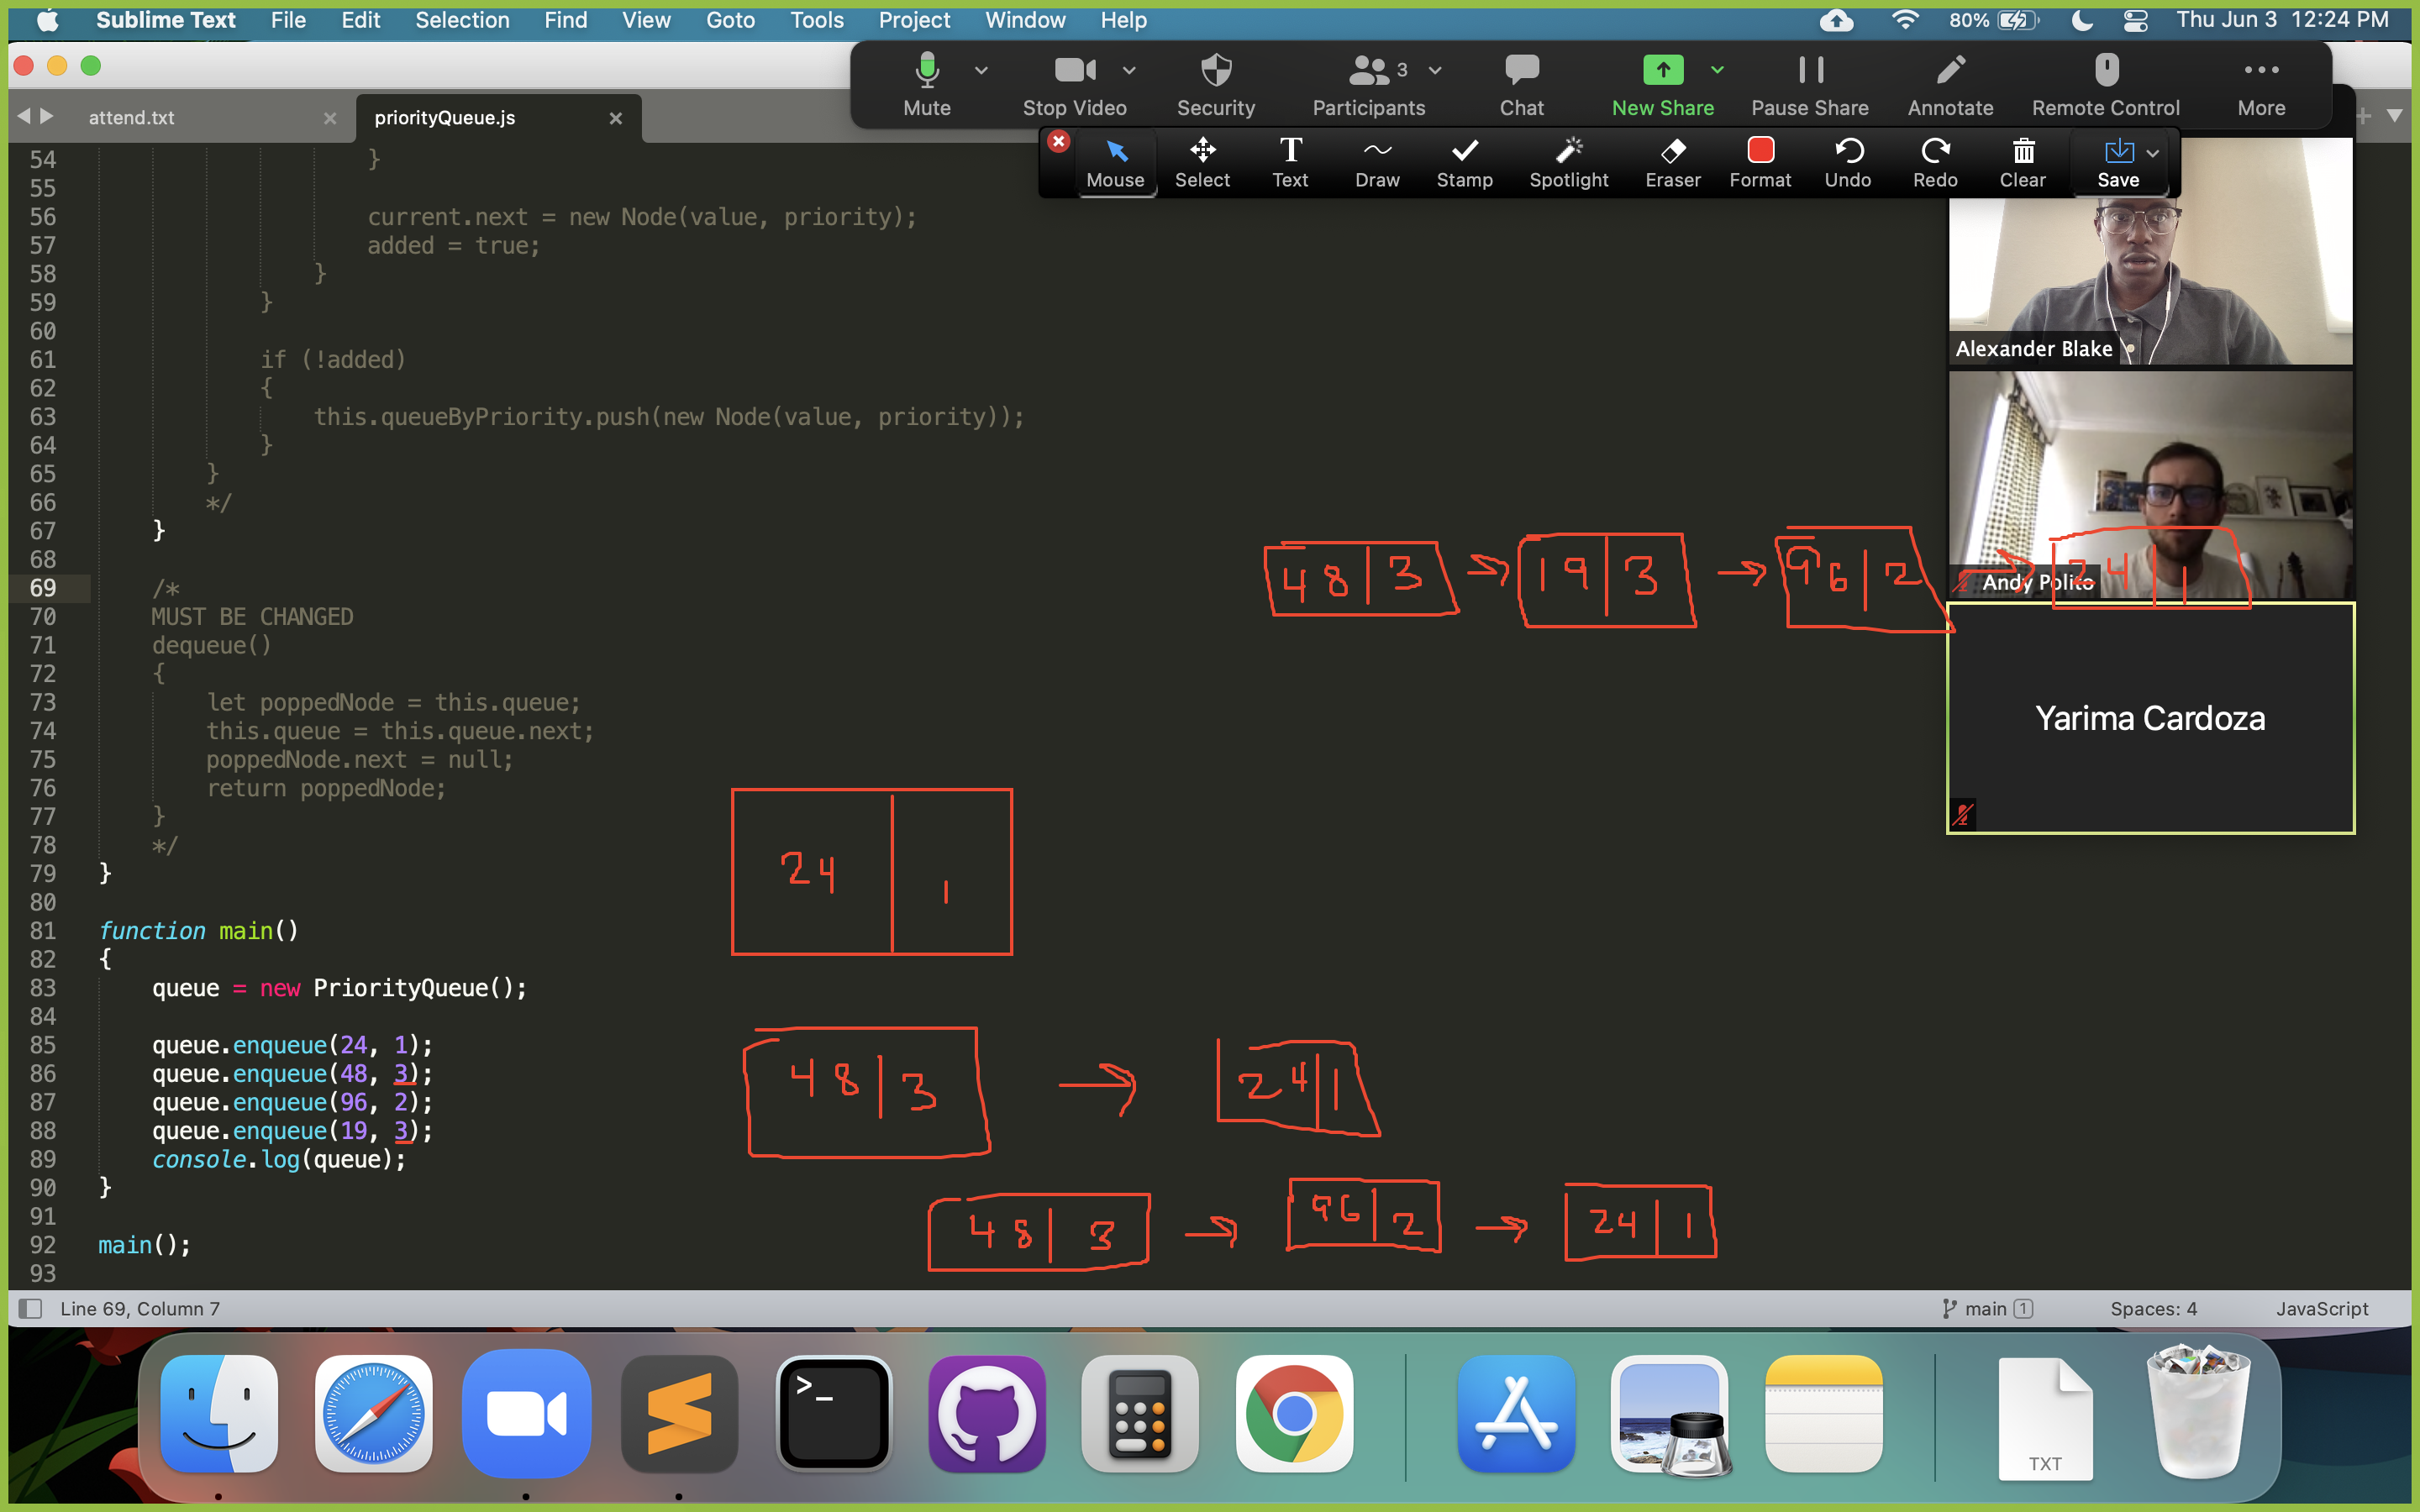 Sublime Text File Edit Selection Find View Goto Tools Project Window Help 80% Thu Jun 3 12:24 PM
Mute Stop Video Security Participants 3 Chat New Share Pause Share Annotate Remote Control More
attend.txt priorityQueue.js
Mouse Select Text Draw Stamp Spotlight Eraser Format Undo Redo Clear Save
54 }
55
56 current.next = new Node(value, priority);
57 added = true;
58 }
59 }
60
61 if (!added)
62 {
63 this.queueByPriority.push(new Node(value, priority));
64 }
65 }
66 */
67 }
68
69 /*
70 MUST BE CHANGED
71 dequeue()
72 {
73 let poppedNode = this.queue;
74 this.queue = this.queue.next;
75 poppedNode.next = null;
76 return poppedNode;
77 }
78 */
79 }
80
81 function main()
82 {
83 queue = new PriorityQueue();
84
85 queue.enqueue(24, 1);
86 queue.enqueue(48, 3);
87 queue.enqueue(96, 2);
88 queue.enqueue(19, 3);
89 console.log(queue);
90 }
91
92 main();
93
Alexander Blake
Andy Polito
Yarima Cardoza
48|3 → 19|3 → 96|2 → 24|1
24|1
48|3 → 24|1
48|3 → 96|2 → 24|1
Line 69, Column 7 main 1 Spaces: 4 JavaScript
>_
TXT